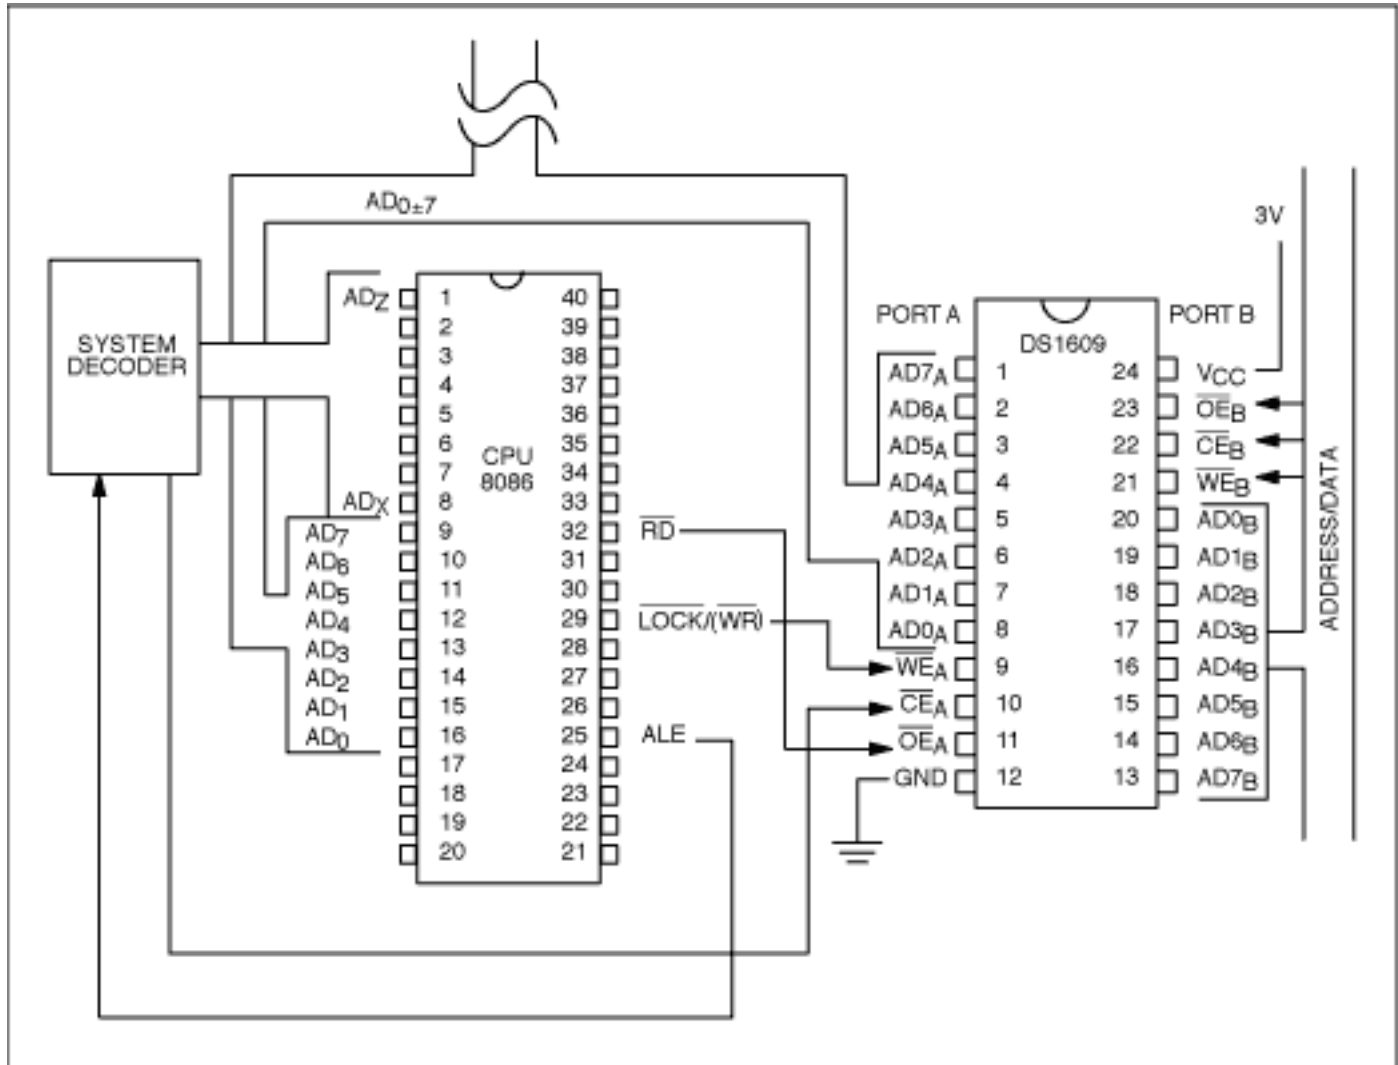 AD0±7
3V
SYSTEM
DECODER
ADZ
ADX
AD7
AD6
AD5
AD4
AD3
AD2
AD1
AD0
1
2
3
4
5
6
7
8
9
10
11
12
13
14
15
16
17
18
19
20
CPU
8086
40
39
38
37
36
35
34
33
32
31
30
29
28
27
26
25
24
23
22
21
RD
LOCK/(WR)
ALE
PORT A
AD7A
AD6A
AD5A
AD4A
AD3A
AD2A
AD1A
AD0A
WEA
CEA
OEA
GND
DS1609
1
2
3
4
5
6
7
8
9
10
11
12
24
23
22
21
20
19
18
17
16
15
14
13
PORT B
VCC
OEB
CEB
WEB
AD0B
AD1B
AD2B
AD3B
AD4B
AD5B
AD6B
AD7B
ADDRESS/DATA